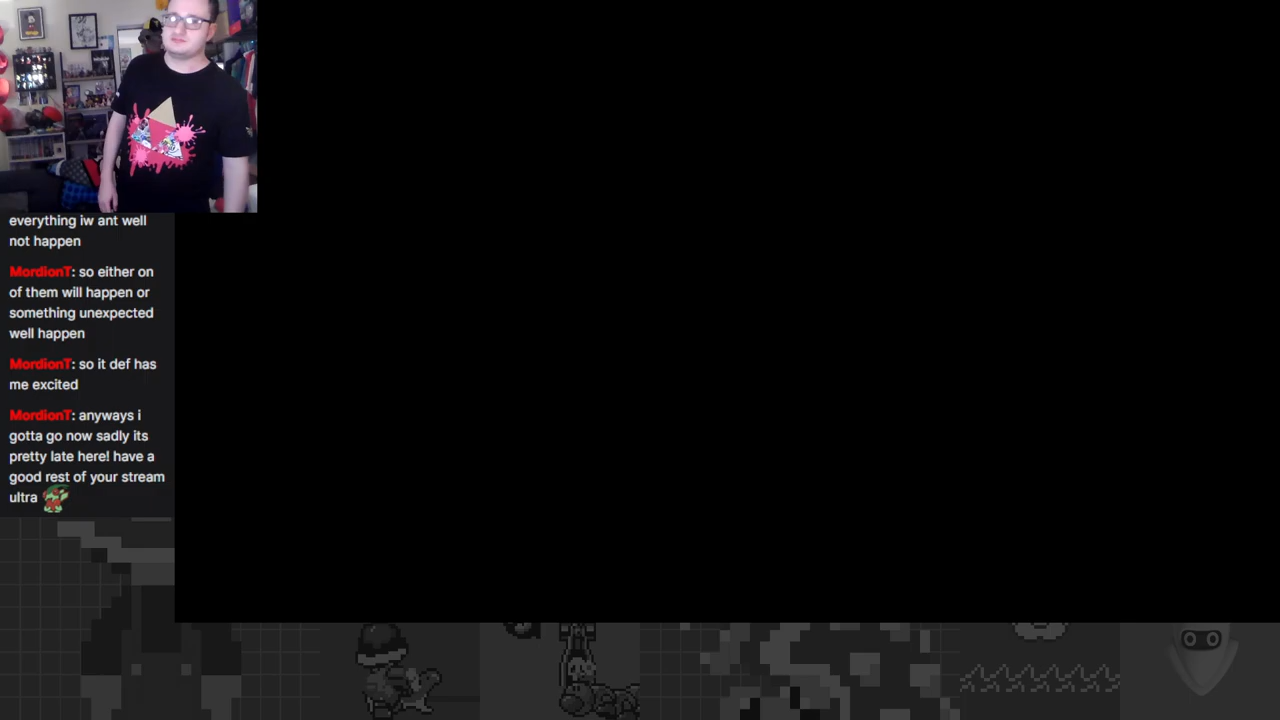 everything iw ant well
not happen
MordionT: so either on
of them will happen or
something unexpected
well happen
MordionT: so it def has
me excited
MordionT: anyways i
gotta go now sadly its
pretty late here! have a
good rest of your stream
ultra